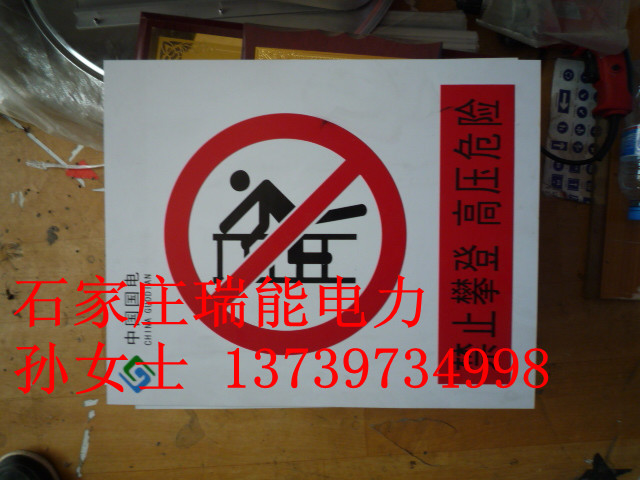 中国国电
CHINA GUODIAN
禁止攀登 高压危险
石家庄瑞能电力
孙女士 13739734998